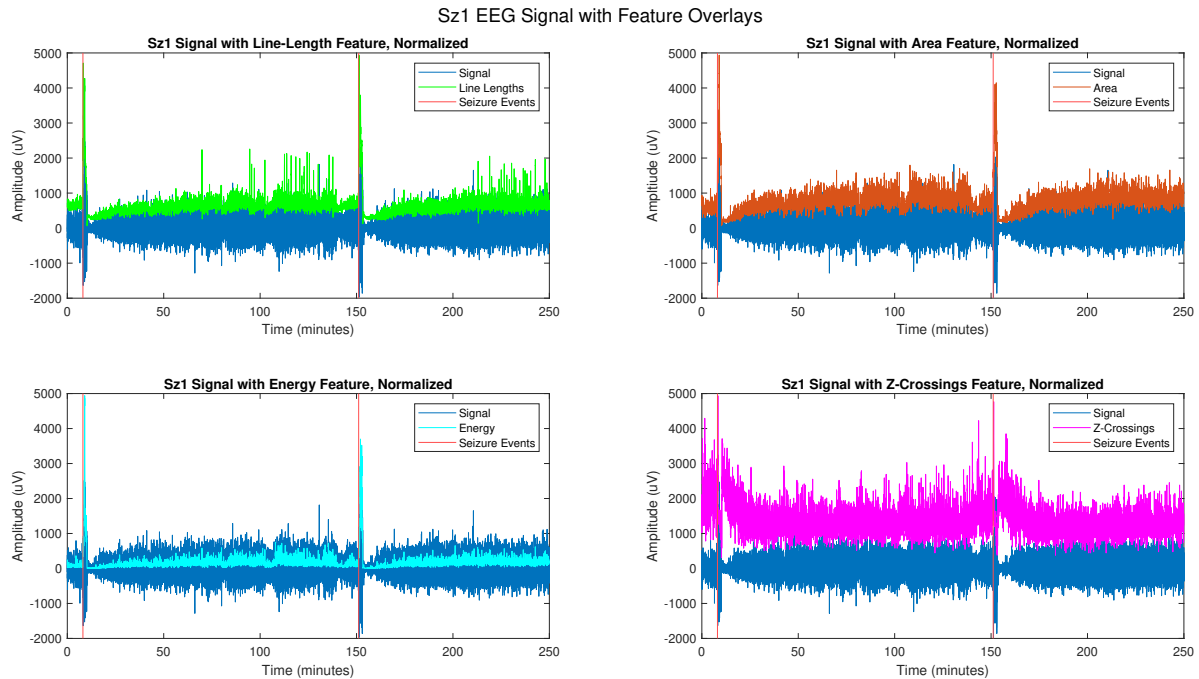 Sz1 EEG Signal with Feature Overlays
Sz1 Signal with Line-Length Feature, Normalized
Amplitude (uV)
5000
4000
3000
2000
1000
0
-1000
-2000
Signal
Line Lengths
Seizure Events
0 50 100 150 200 250
Time (minutes)
Sz1 Signal with Area Feature, Normalized
Ampltiude (uV)
5000
4000
3000
2000
1000
0
-1000
-2000
Signal
Area
Seizure Events
0 50 100 150 200 250
Time (minutes)
Sz1 Signal with Energy Feature, Normalized
Amplitude (uV)
5000
4000
3000
2000
1000
0
-1000
-2000
Signal
Energy
Seizure Events
0 50 100 150 200 250
Time (minutes)
Sz1 Signal with Z-Crossings Feature, Normalized
Amplitude (uV)
5000
4000
3000
2000
1000
0
-1000
-2000
Signal
Z-Crossings
Seizure Events
0 50 100 150 200 250
Time (minutes)